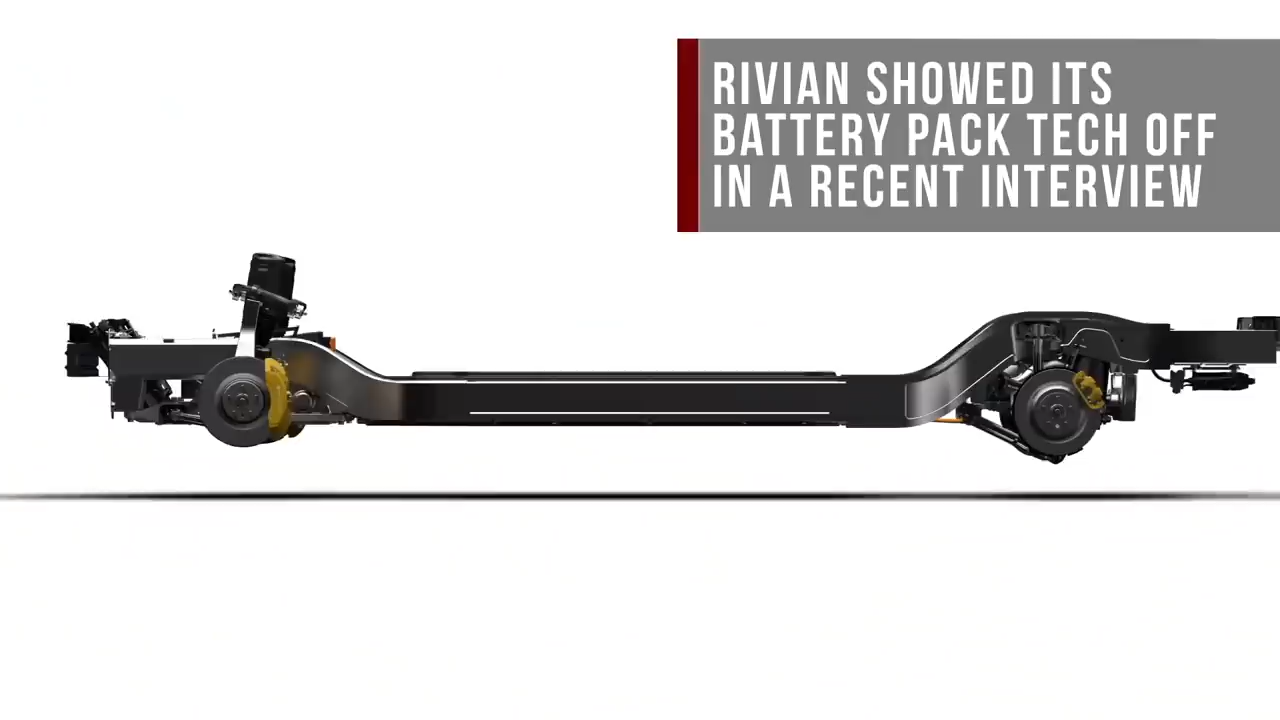 RIVIAN SHOWED ITS
BATTERY PACK TECH OFF
IN A RECENT INTERVIEW